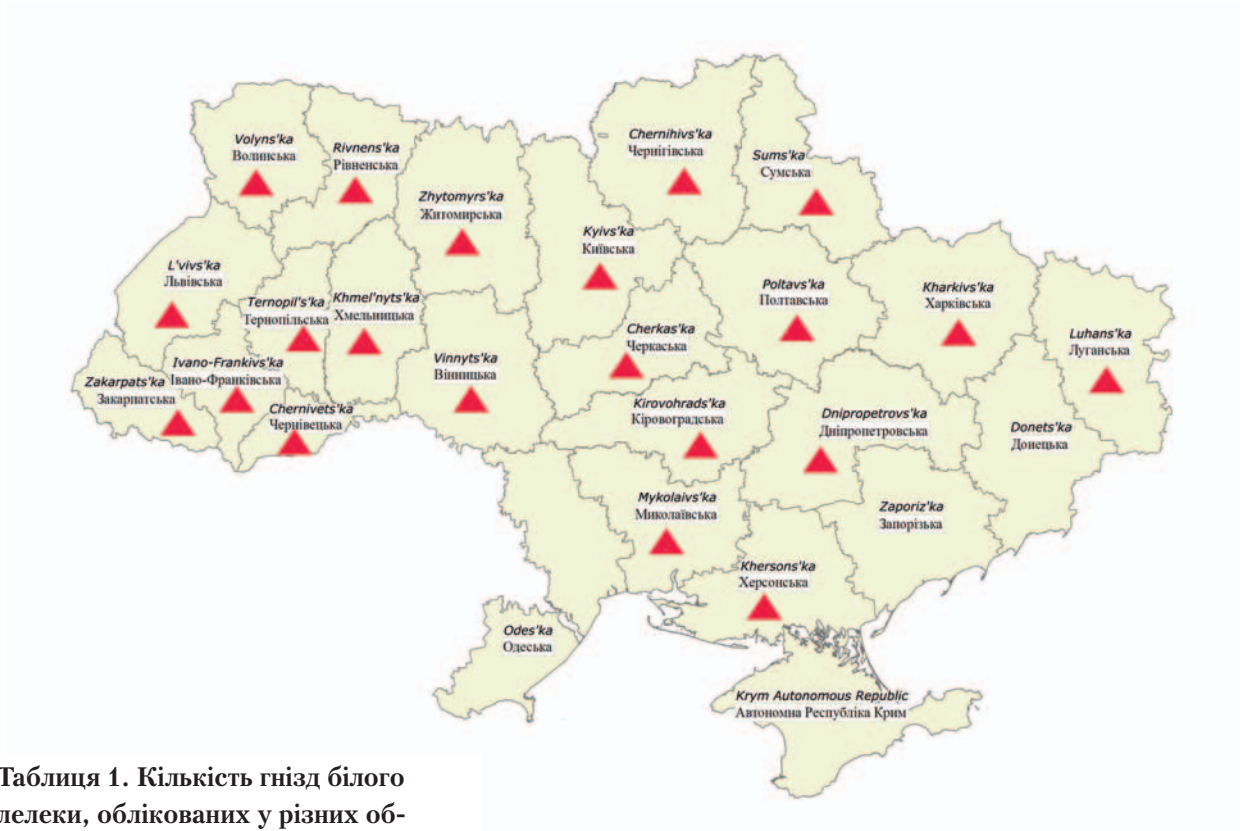 Chernihivs'ka
Чернігівська
Volyns'ka
Волинська
Rivnens'ka
Рівненська
Sums'ka
Сумська
Zhytomyrs'ka
Житомирська
Kyivs'ka
Київська
L'vivs'ka
Львівська
Ternopil's'ka
Тернопільська
Khmel'nyts'ka
Хмельницька
Poltavs'ka
Полтавська
Kharkivs'ka
Харківська
Cherkas'ka
Черкаська
Luhans'ka
Луганська
Vinnyts'ka
Вінницька
Ivano-Frankivs'ka
Івано-Франківська
Zakarpats'ka
Закарпатська
Chernivets'ka
Чернівецька
Kirovohrads'ka
Кіровоградська
Dnipropetrovs'ka
Дніпропетровська
Donets'ka
Донецька
Mykolaivs'ka
Миколаївська
Zaporiz'ka
Запорізька
Khersons'ka
Херсонська
Odes'ka
Одеська
Krym Autonomous Republic
Автономна Республіка Крим
Таблиця 1. Кількість гнізд білого
лелеки, облікованих у різних об-